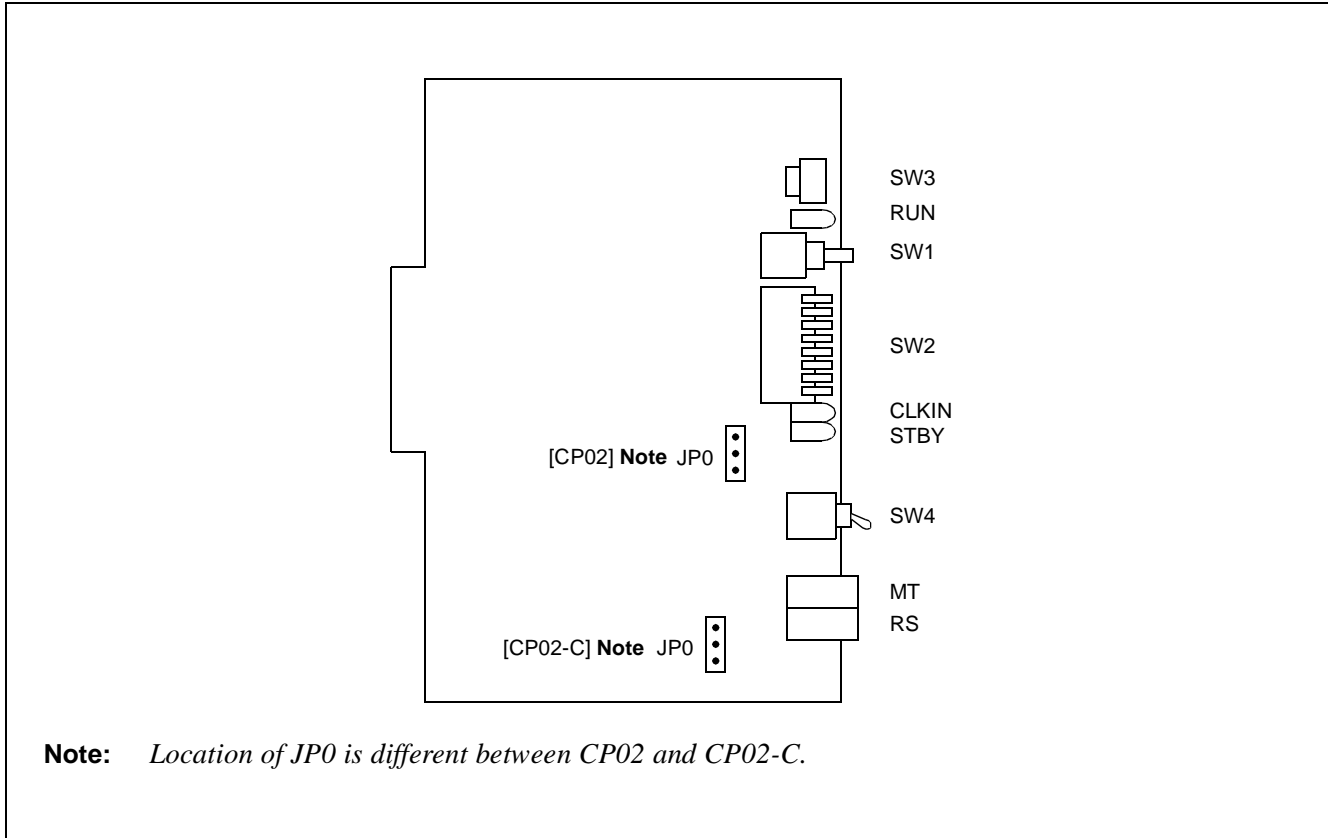 SW3
RUN
SW1
SW2
CLKIN
STBY
[CP02] Note JP0
SW4
MT
RS
[CP02-C] Note JP0
Note: Location of JP0 is different between CP02 and CP02-C.